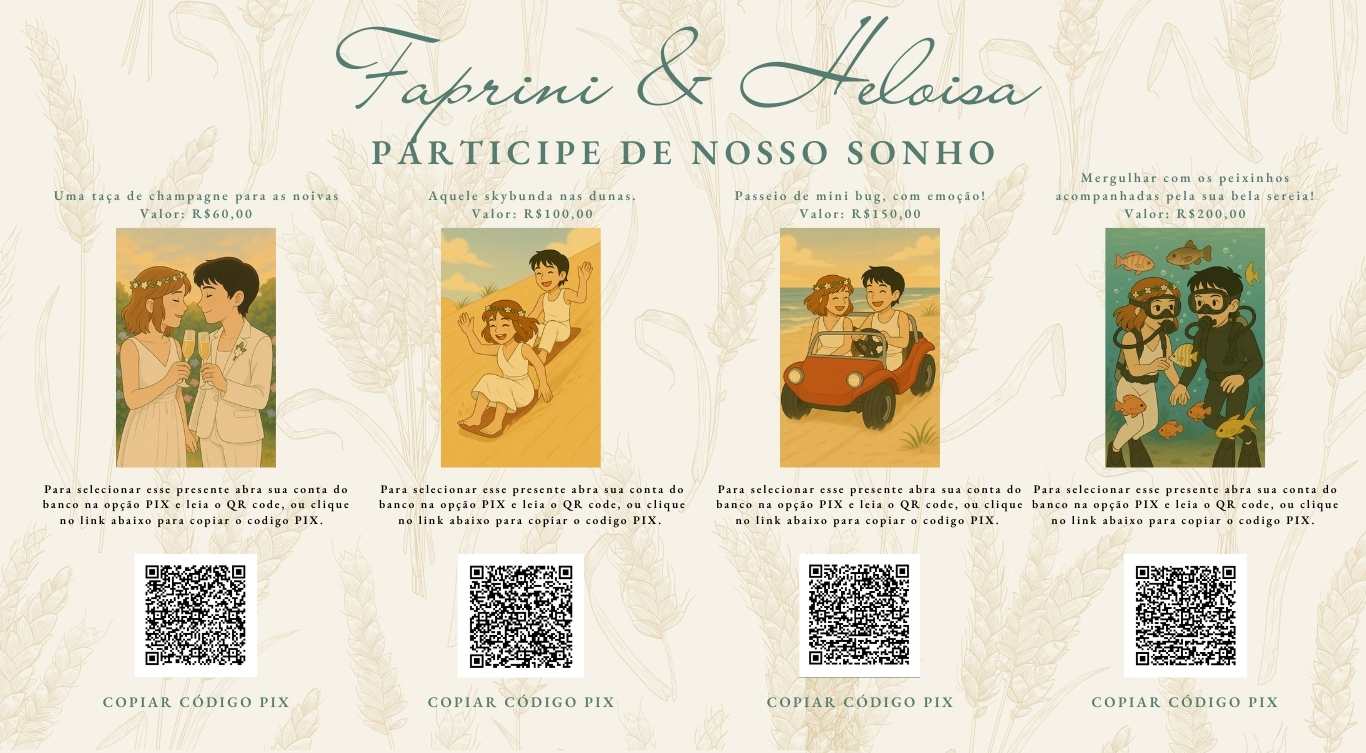 Faprini & Heloisa
PARTICIPE DE NOSSO SONHO
Uma taça de champagne para as noivas
Valor: R$60,00
Aquele skybunda nas dunas.
Valor: R$100,00
Passeio de mini bug, com emoção!
Valor: R$150,00
Mergulhar com os peixinhos
acompanhadas pela sua bela sereia!
Valor: R$200,00
Para selecionar esse presente abra sua conta do
banco na opção PIX e leia o QR code, ou clique
no link abaixo para copiar o codigo PIX.
Para selecionar esse presente abra sua conta do
banco na opção PIX e leia o QR code, ou clique
no link abaixo para copiar o codigo PIX.
Para selecionar esse presente abra sua conta do
banco na opção PIX e leia o QR code, ou clique
no link abaixo para copiar o codigo PIX.
Para selecionar esse presente abra sua conta do
banco na opção PIX e leia o QR code, ou clique
no link abaixo para copiar o codigo PIX.
COPIAR CÓDIGO PIX
COPIAR CÓDIGO PIX
COPIAR CÓDIGO PIX
COPIAR CÓDIGO PIX